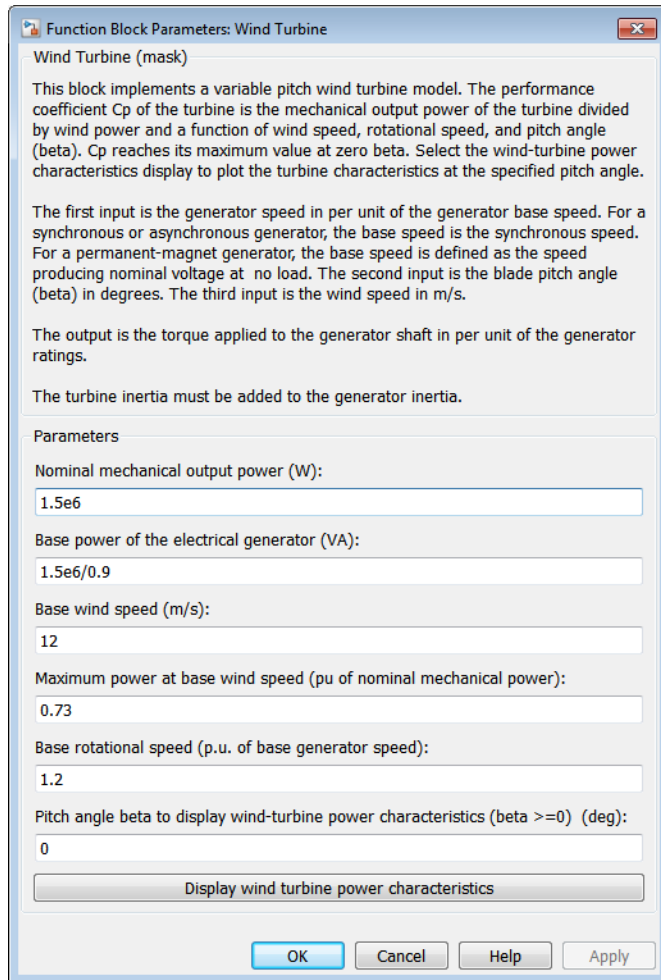 Function Block Parameters: Wind Turbine
Wind Turbine (mask)
This block implements a variable pitch wind turbine model. The performance
coefficient Cp of the turbine is the mechanical output power of the turbine divided
by wind power and a function of wind speed, rotational speed, and pitch angle
(beta). Cp reaches its maximum value at zero beta. Select the wind-turbine power
characteristics display to plot the turbine characteristics at the specified pitch angle.
The first input is the generator speed in per unit of the generator base speed. For a
synchronous or asynchronous generator, the base speed is the synchronous speed.
For a permanent-magnet generator, the base speed is defined as the speed
producing nominal voltage at  no load. The second input is the blade pitch angle
(beta) in degrees. The third input is the wind speed in m/s.
The output is the torque applied to the generator shaft in per unit of the generator
ratings.
The turbine inertia must be added to the generator inertia.
Parameters
Nominal mechanical output power (W):
1.5e6
Base power of the electrical generator (VA):
1.5e6/0.9
Base wind speed (m/s):
12
Maximum power at base wind speed (pu of nominal mechanical power):
0.73
Base rotational speed (p.u. of base generator speed):
1.2
Pitch angle beta to display wind-turbine power characteristics (beta >=0)  (deg):
0
Display wind turbine power characteristics
OK Cancel Help Apply